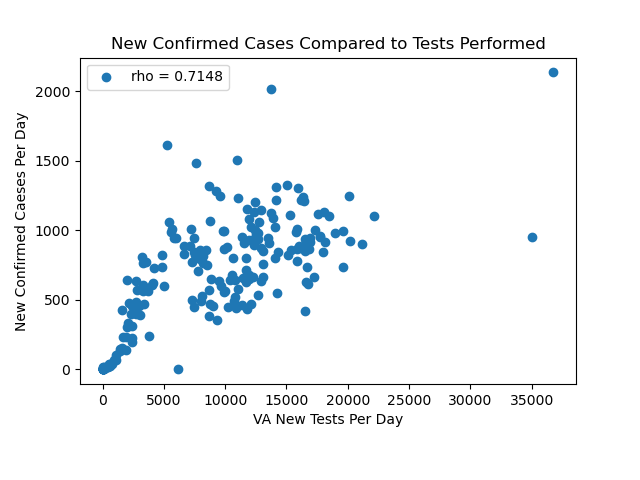 New Confirmed Cases Compared to Tests Performed
rho = 0.7148
New Confirmed Caeses Per Day
2000
1500
1000
500
0
0 5000 10000 15000 20000 25000 30000 35000
VA New Tests Per Day